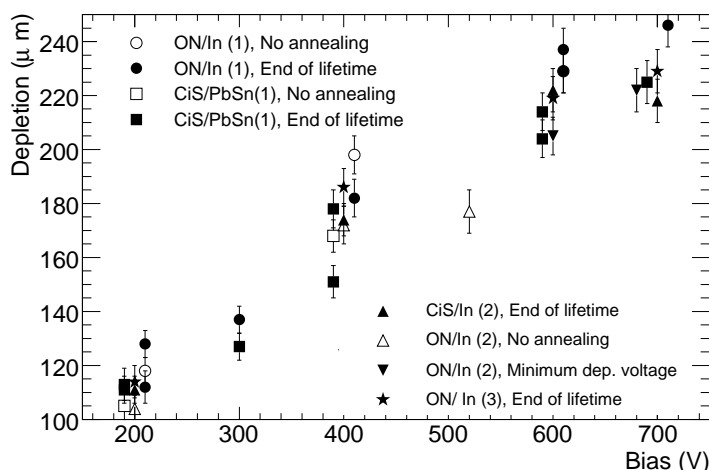 Depletion (μ m)
240
220
200
180
160
140
120
100
ON/In (1), No annealing
ON/In (1), End of lifetime
CiS/PbSn(1), No annealing
CiS/PbSn(1), End of lifetime
CiS/In (2), End of lifetime
ON/In (2), No annealing
ON/In (2), Minimum dep. voltage
ON/ In (3), End of lifetime
200 300 400 500 600 700
Bias (V)